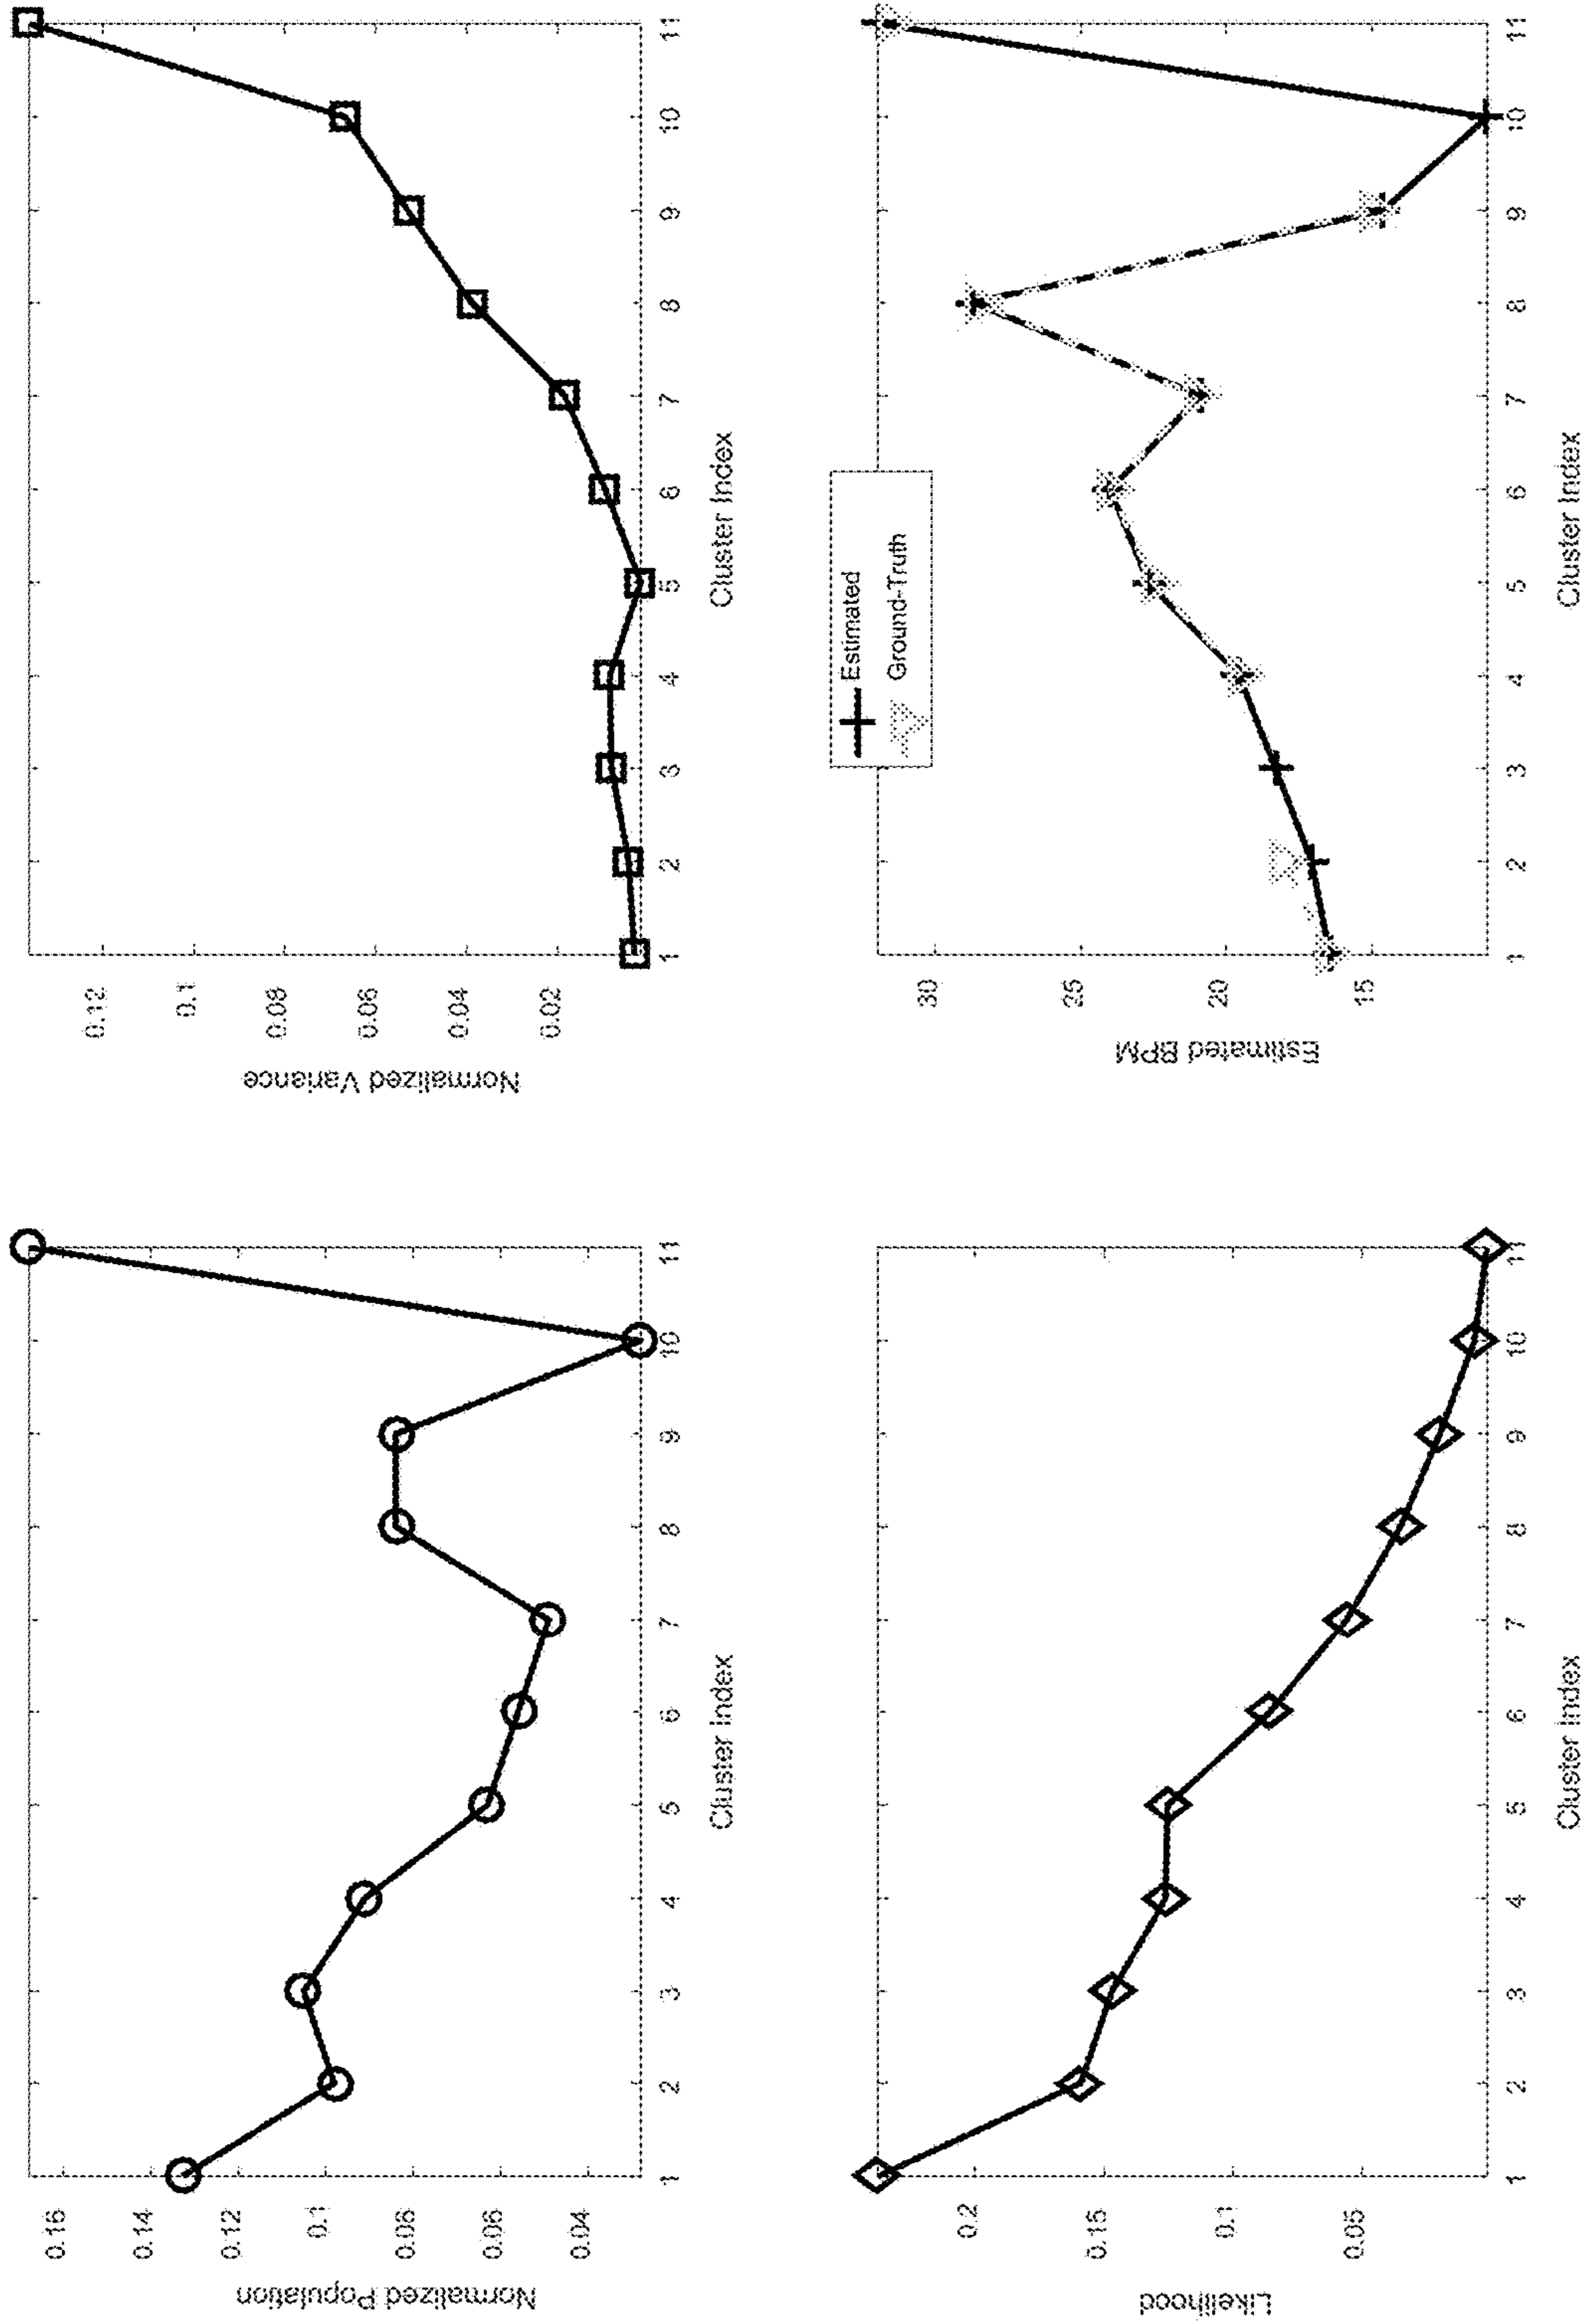 Normalized Population
0.16
0.14
0.12
0.1
0.08
0.06
0.04
1 2 3 4 5 6 7 8 9 10 11
Cluster Index
Normalized Variance
0.12
0.1
0.08
0.06
0.04
0.02
1 2 3 4 5 6 7 8 9 10 11
Cluster Index
Likelihood
0.2
0.15
0.1
0.05
1 2 3 4 5 6 7 8 9 10 11
Cluster Index
Estimated BPM
30
25
20
15
1 2 3 4 5 6 7 8 9 10 11
Cluster Index
Estimated
Ground-Truth